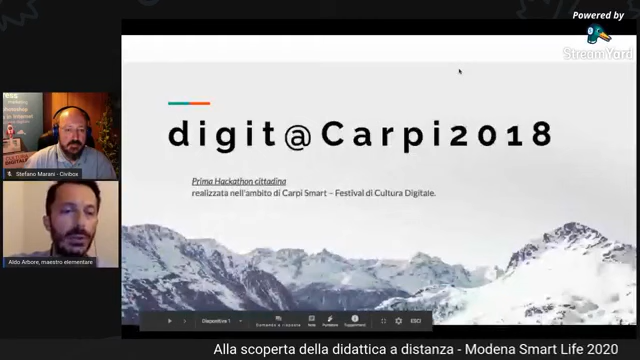 Powered by
StreamYard
digit@Carpi2018
Prima Hackathon cittadina
realizzata nell'ambito di Carpi Smart – Festival di Cultura Digitale.
Stefano Marani - Civibox
Aldo Arbore, maestro elementare
Diapositiva 1
Alla scoperta della didattica a distanza - Modena Smart Life 2020